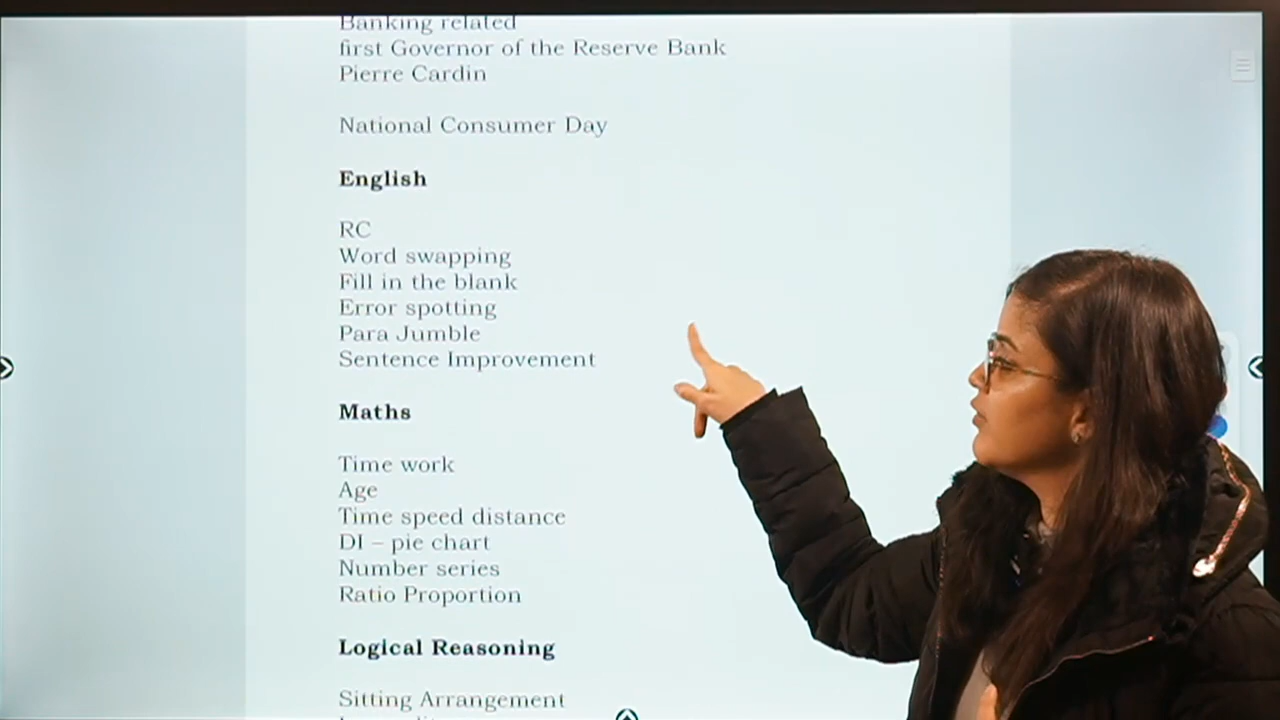 Banking related
first Governor of the Reserve Bank
Pierre Cardin
National Consumer Day
English
RC
Word swapping
Fill in the blank
Error spotting
Para Jumble
Sentence Improvement
Maths
Time work
Age
Time speed distance
DI – pie chart
Number series
Ratio Proportion
Logical Reasoning
Sitting Arrangement